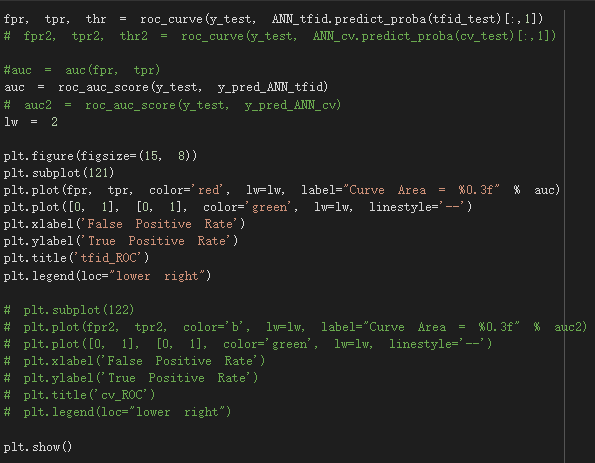 fpr, tpr, thr = roc_curve(y_test, ANN_tfid.predict_proba(tfid_test)[:,1])
# fpr2, tpr2, thr2 = roc_curve(y_test, ANN_cv.predict_proba(cv_test)[:,1])
#auc = auc(fpr, tpr)
auc = roc_auc_score(y_test, y_pred_ANN_tfid)
# auc2 = roc_auc_score(y_test, y_pred_ANN_cv)
lw = 2
plt.figure(figsize=(15, 8))
plt.subplot(121)
plt.plot(fpr, tpr, color='red', lw=lw, label="Curve Area = %0.3f" % auc)
plt.plot([0, 1], [0, 1], color='green', lw=lw, linestyle='--')
plt.xlabel('False Positive Rate')
plt.ylabel('True Positive Rate')
plt.title('tfid_ROC')
plt.legend(loc="lower right")
# plt.subplot(122)
# plt.plot(fpr2, tpr2, color='b', lw=lw, label="Curve Area = %0.3f" % auc2)
# plt.plot([0, 1], [0, 1], color='green', lw=lw, linestyle='--')
# plt.xlabel('False Positive Rate')
# plt.ylabel('True Positive Rate')
# plt.title('cv_ROC')
# plt.legend(loc="lower right")
plt.show()